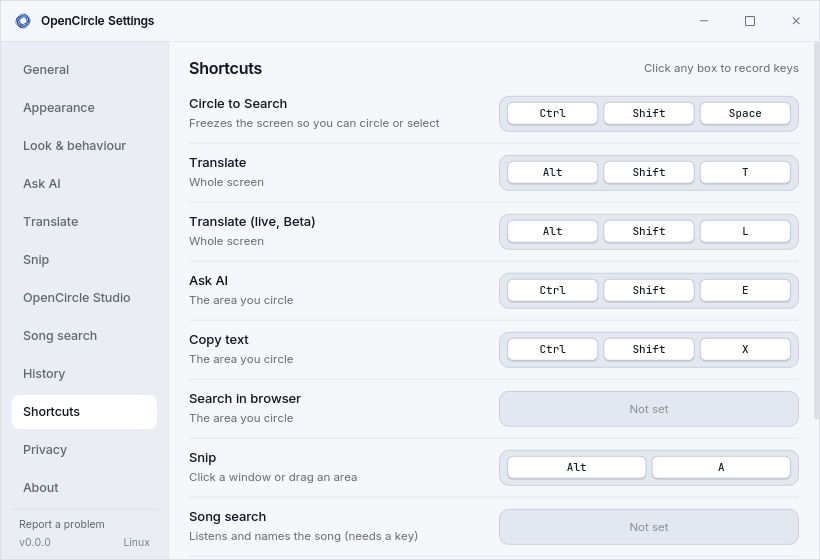 OpenCircle Settings
General
Appearance
Look & behaviour
Ask AI
Translate
Snip
OpenCircle Studio
Song search
History
Shortcuts
Privacy
About
Report a problem
v0.0.0 Linux
Shortcuts Click any box to record keys
Circle to Search
Freezes the screen so you can circle or select
Ctrl Shift Space
Translate
Whole screen
Alt Shift T
Translate (live, Beta)
Whole screen
Alt Shift L
Ask AI
The area you circle
Ctrl Shift E
Copy text
The area you circle
Ctrl Shift X
Search in browser
The area you circle
Not set
Snip
Click a window or drag an area
Alt A
Song search
Listens and names the song (needs a key)
Not set